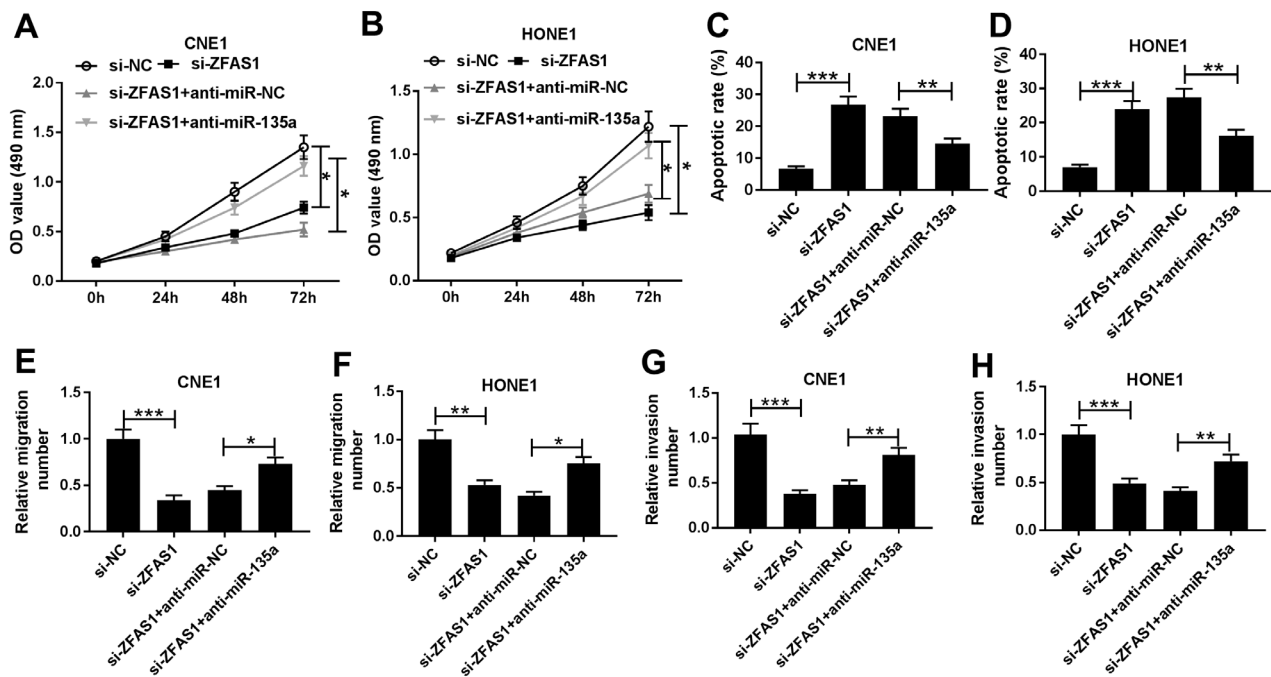 A
CNE1
si-NC si-ZFAS1
si-ZFAS1+anti-miR-NC
si-ZFAS1+anti-miR-135a
OD value (490 nm)
2.0
1.5
1.0
0.5
0.0
0h 24h 48h 72h
*
*
B
HONE1
si-NC si-ZFAS1
si-ZFAS1+anti-miR-NC
si-ZFAS1+anti-miR-135a
OD value (490 nm)
1.5
1.0
0.5
0.0
0h 24h 48h 72h
*
*
C
CNE1
Apoptotic rate (%)
40
30
20
10
0
***
**
si-NC
si-ZFAS1
si-ZFAS1+anti-miR-NC
si-ZFAS1+anti-miR-135a
D
HONE1
Apoptotic rate (%)
40
30
20
10
0
***
**
si-NC
si-ZFAS1
si-ZFAS1+anti-miR-NC
si-ZFAS1+anti-miR-135a
E
CNE1
Relative migration
number
1.5
1.0
0.5
0.0
***
*
si-NC
si-ZFAS1
si-ZFAS1+anti-miR-NC
si-ZFAS1+anti-miR-135a
F
HONE1
Relative migration
number
1.5
1.0
0.5
0.0
**
*
si-NC
si-ZFAS1
si-ZFAS1+anti-miR-NC
si-ZFAS1+anti-miR-135a
G
CNE1
Relative invasion
number
1.5
1.0
0.5
0.0
***
**
si-NC
si-ZFAS1
si-ZFAS1+anti-miR-NC
si-ZFAS1+anti-miR-135a
H
HONE1
Relative invasion
number
1.5
1.0
0.5
0.0
***
**
si-NC
si-ZFAS1
si-ZFAS1+anti-miR-NC
si-ZFAS1+anti-miR-135a